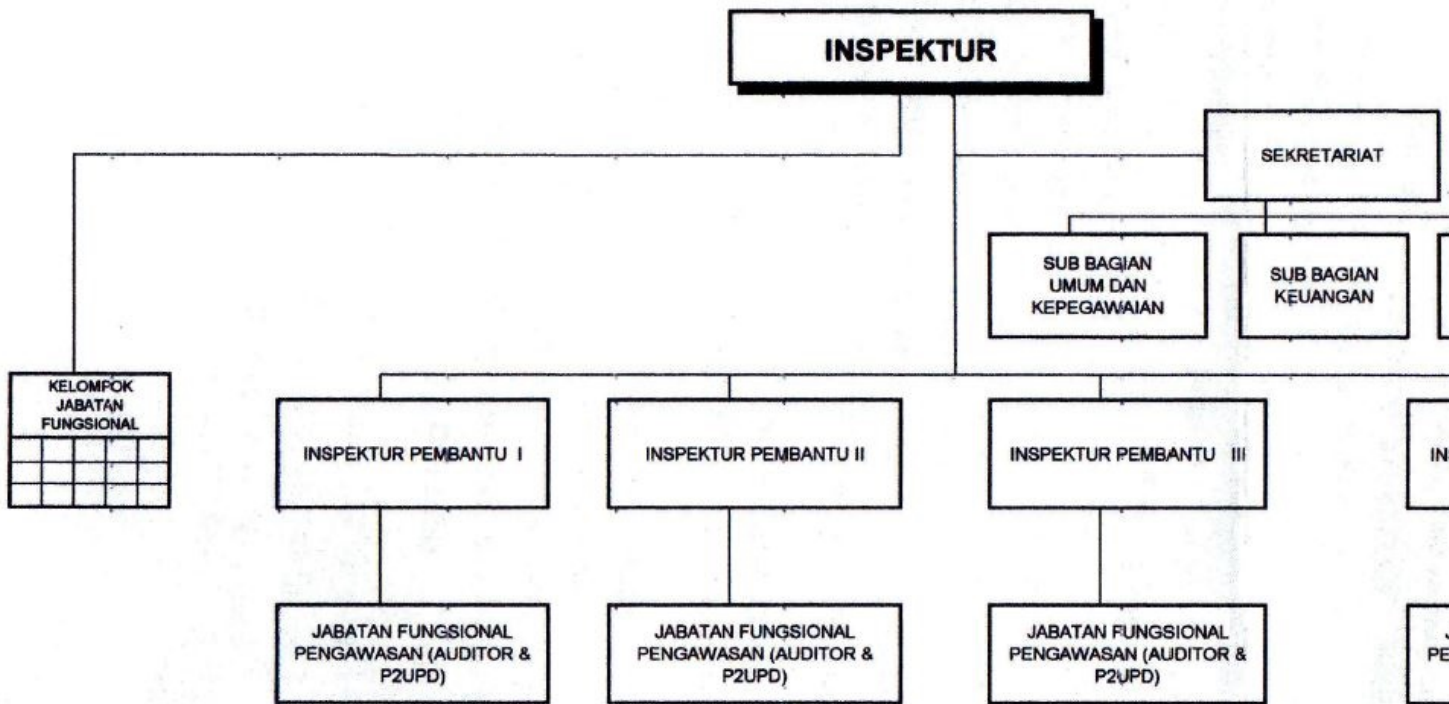 INSPEKTUR
SEKRETARIAT
SUB BAGIAN
UMUM DAN
KEPEGAWAIAN
SUB BAGIAN
KEUANGAN
KELOMPOK
JABATAN
FUNGSIONAL
INSPEKTUR PEMBANTU I
INSPEKTUR PEMBANTU II
INSPEKTUR PEMBANTU III
JABATAN FUNGSIONAL
PENGAWASAN (AUDITOR &
P2UPD)
JABATAN FUNGSIONAL
PENGAWASAN (AUDITOR &
P2UPD)
JABATAN FUNGSIONAL
PENGAWASAN (AUDITOR &
P2UPD)